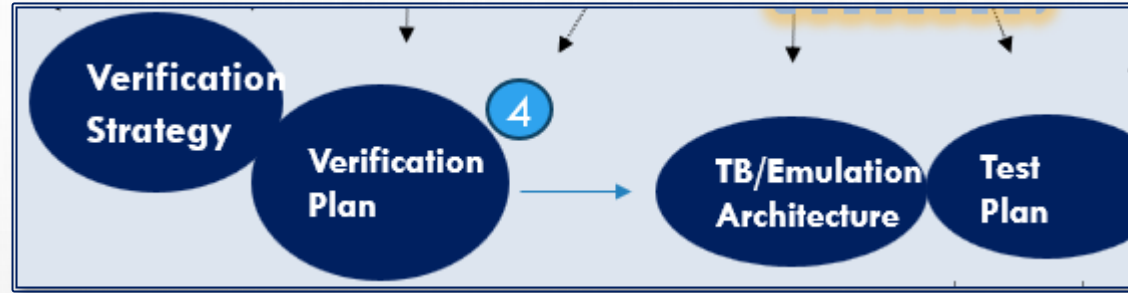 Verification
Strategy
4
Verification
Plan
TB/Emulation
Architecture
Test
Plan